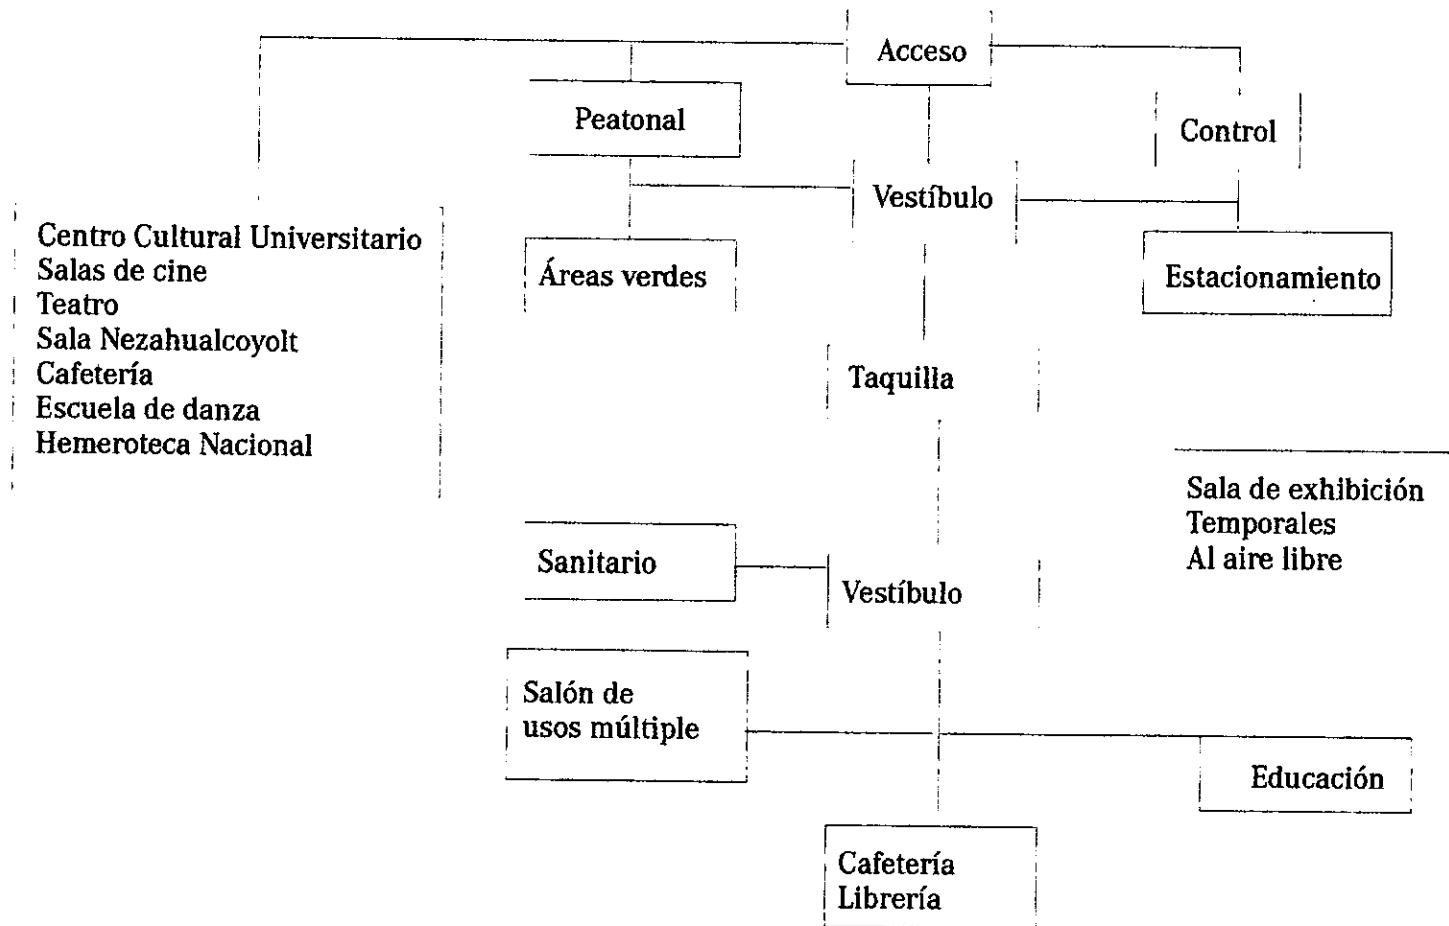 Acceso
Peatonal
Control
Vestíbulo
Centro Cultural Universitario
Salas de cine
Teatro
Sala Nezahualcoyolt
Cafetería
Escuela de danza
Hemeroteca Nacional
Áreas verdes
Estacionamiento
Taquilla
Sala de exhibición
Temporales
Al aire libre
Sanitario
Vestíbulo
Salón de
usos múltiple
Educación
Cafetería
Librería